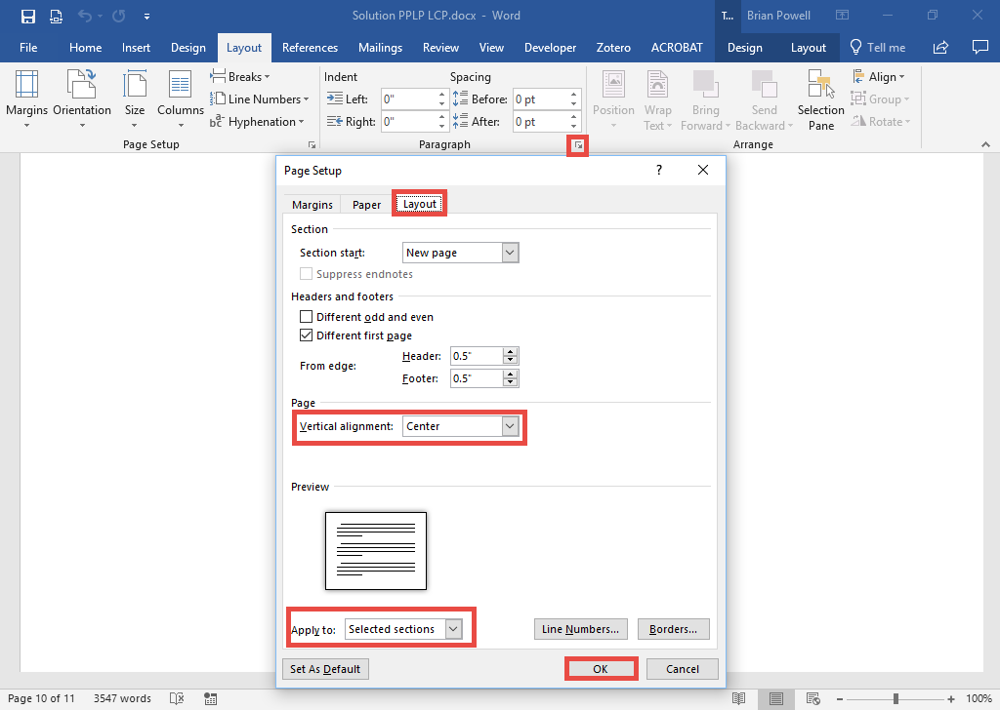 Solution PPLP LCP.docx - Word T... Brian Powell
File Home Insert Design Layout References Mailings Review View Developer Zotero ACROBAT Design Layout Tell me
Margins Orientation Size Columns Breaks Line Numbers Hyphenation
Page Setup
Indent Spacing
Left: 0" Before: 0 pt
Right: 0" After: 0 pt
Paragraph
Position Wrap Text Bring Forward Send Backward Selection Pane Align Group Rotate
Arrange
Page Setup ?
Margins Paper Layout
Section
Section start: New page
Suppress endnotes
Headers and footers
Different odd and even
Different first page
From edge:
Header: 0.5"
Footer: 0.5"
Page
Vertical alignment: Center
Preview
Apply to: Selected sections Line Numbers... Borders...
Set As Default OK Cancel
Page 10 of 11 3547 words 100%